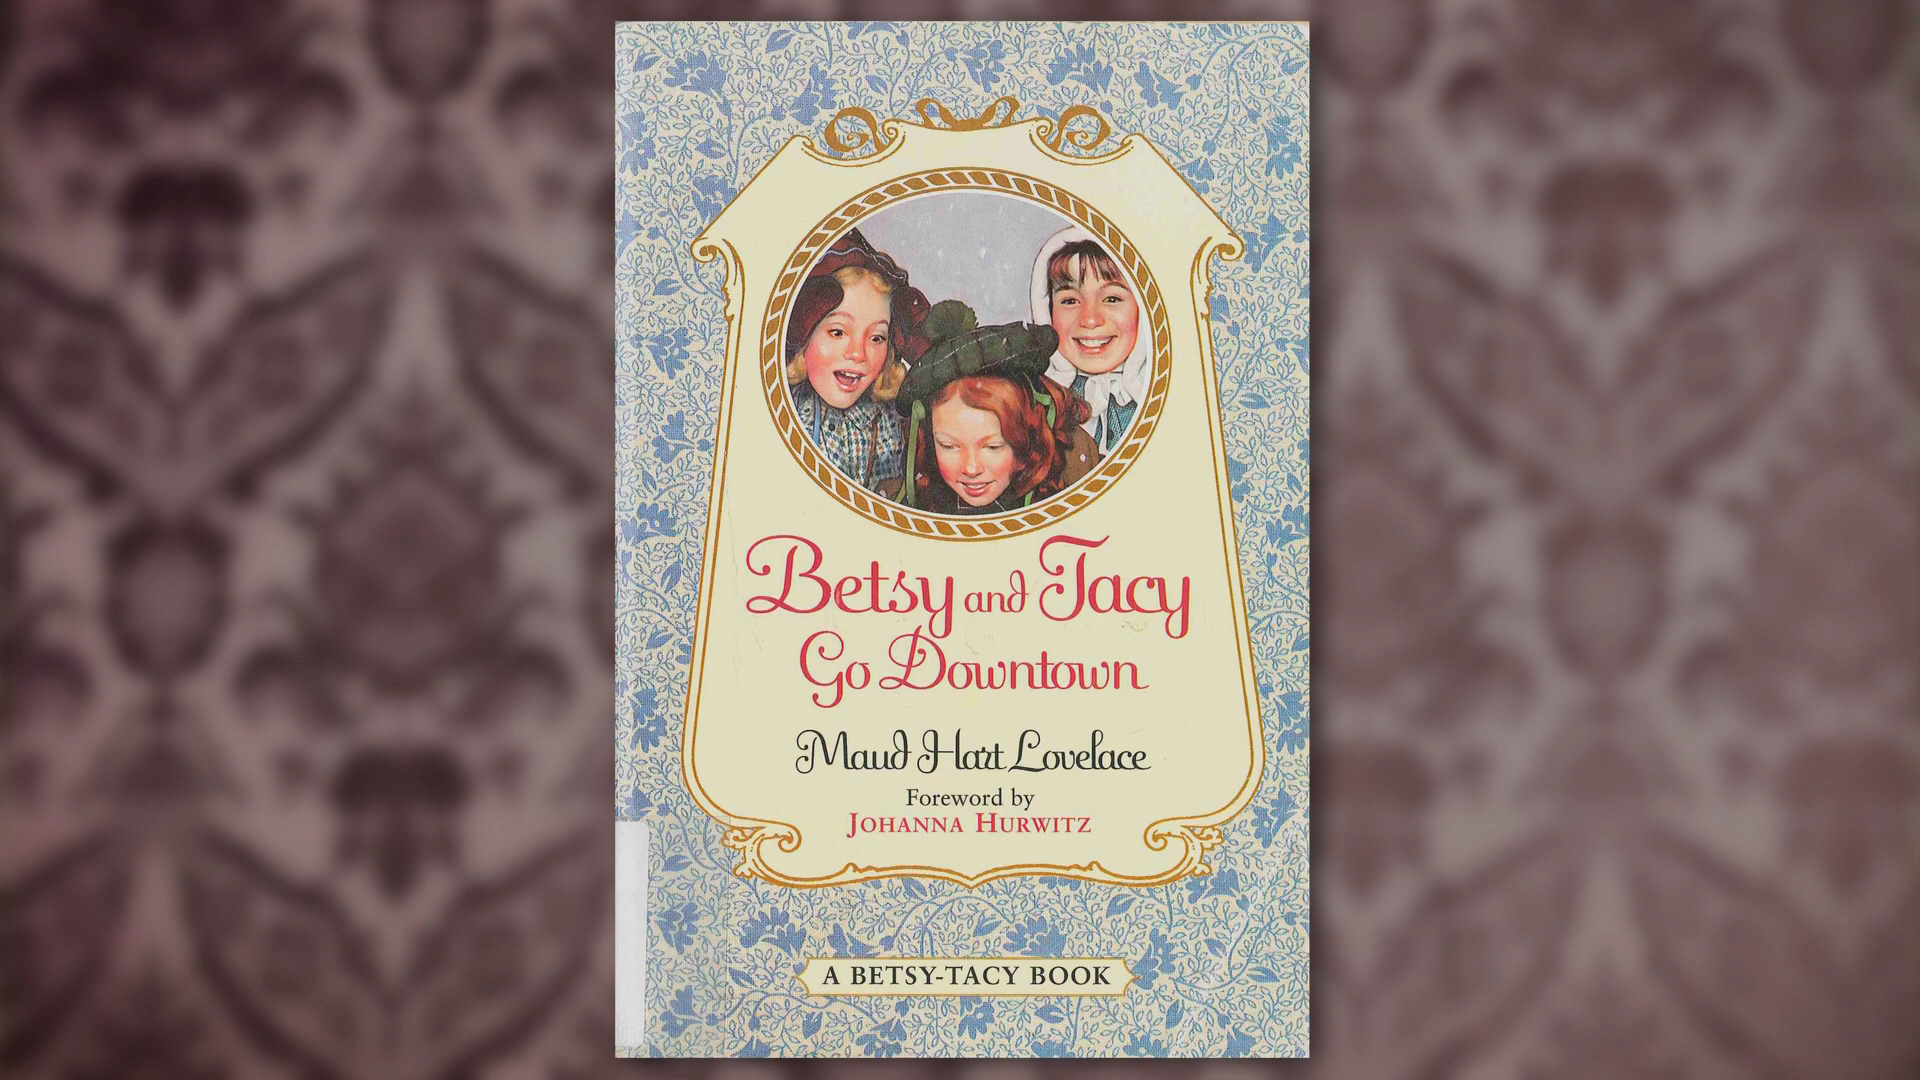 Betsy and Tacy
Go Downtown
Maud Hart Lovelace
Foreword by
JOHANNA HURWITZ
A BETSY-TACY BOOK